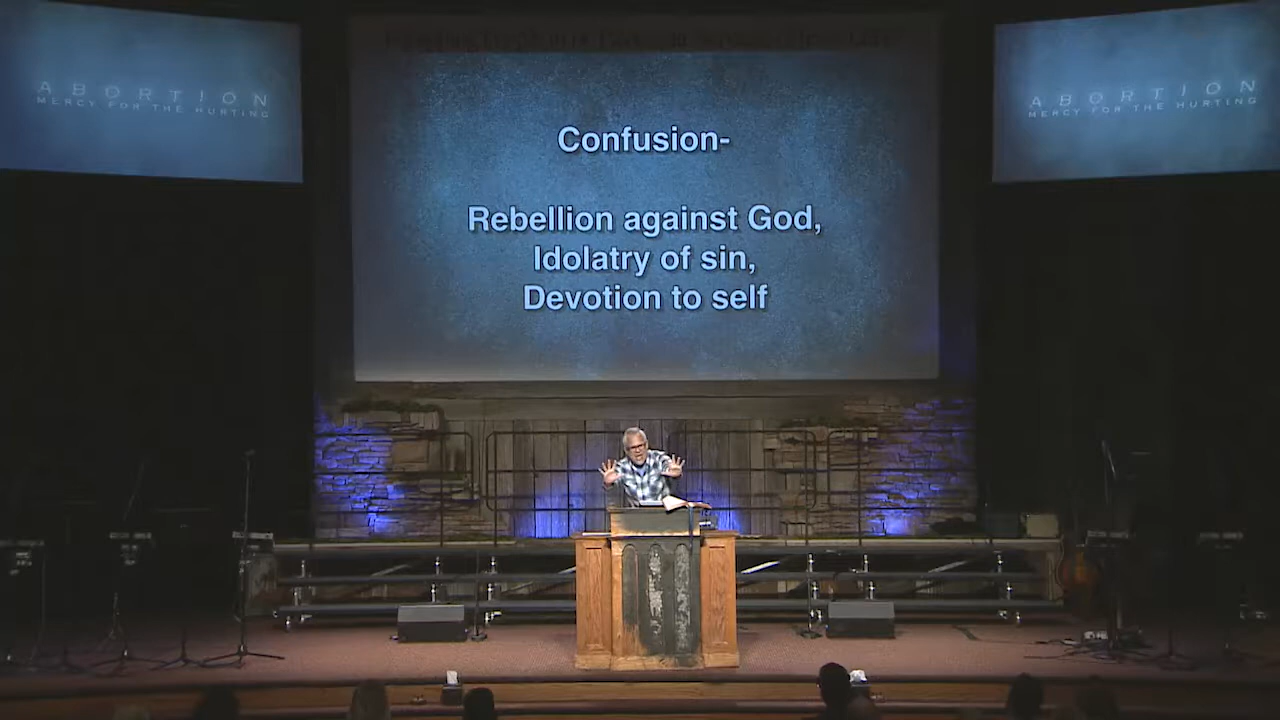 ABORTION
MERCY FOR THE HURTING
Confusion-
Rebellion against God,
Idolatry of sin,
Devotion to self
ABORTION
MERCY FOR THE HURTING